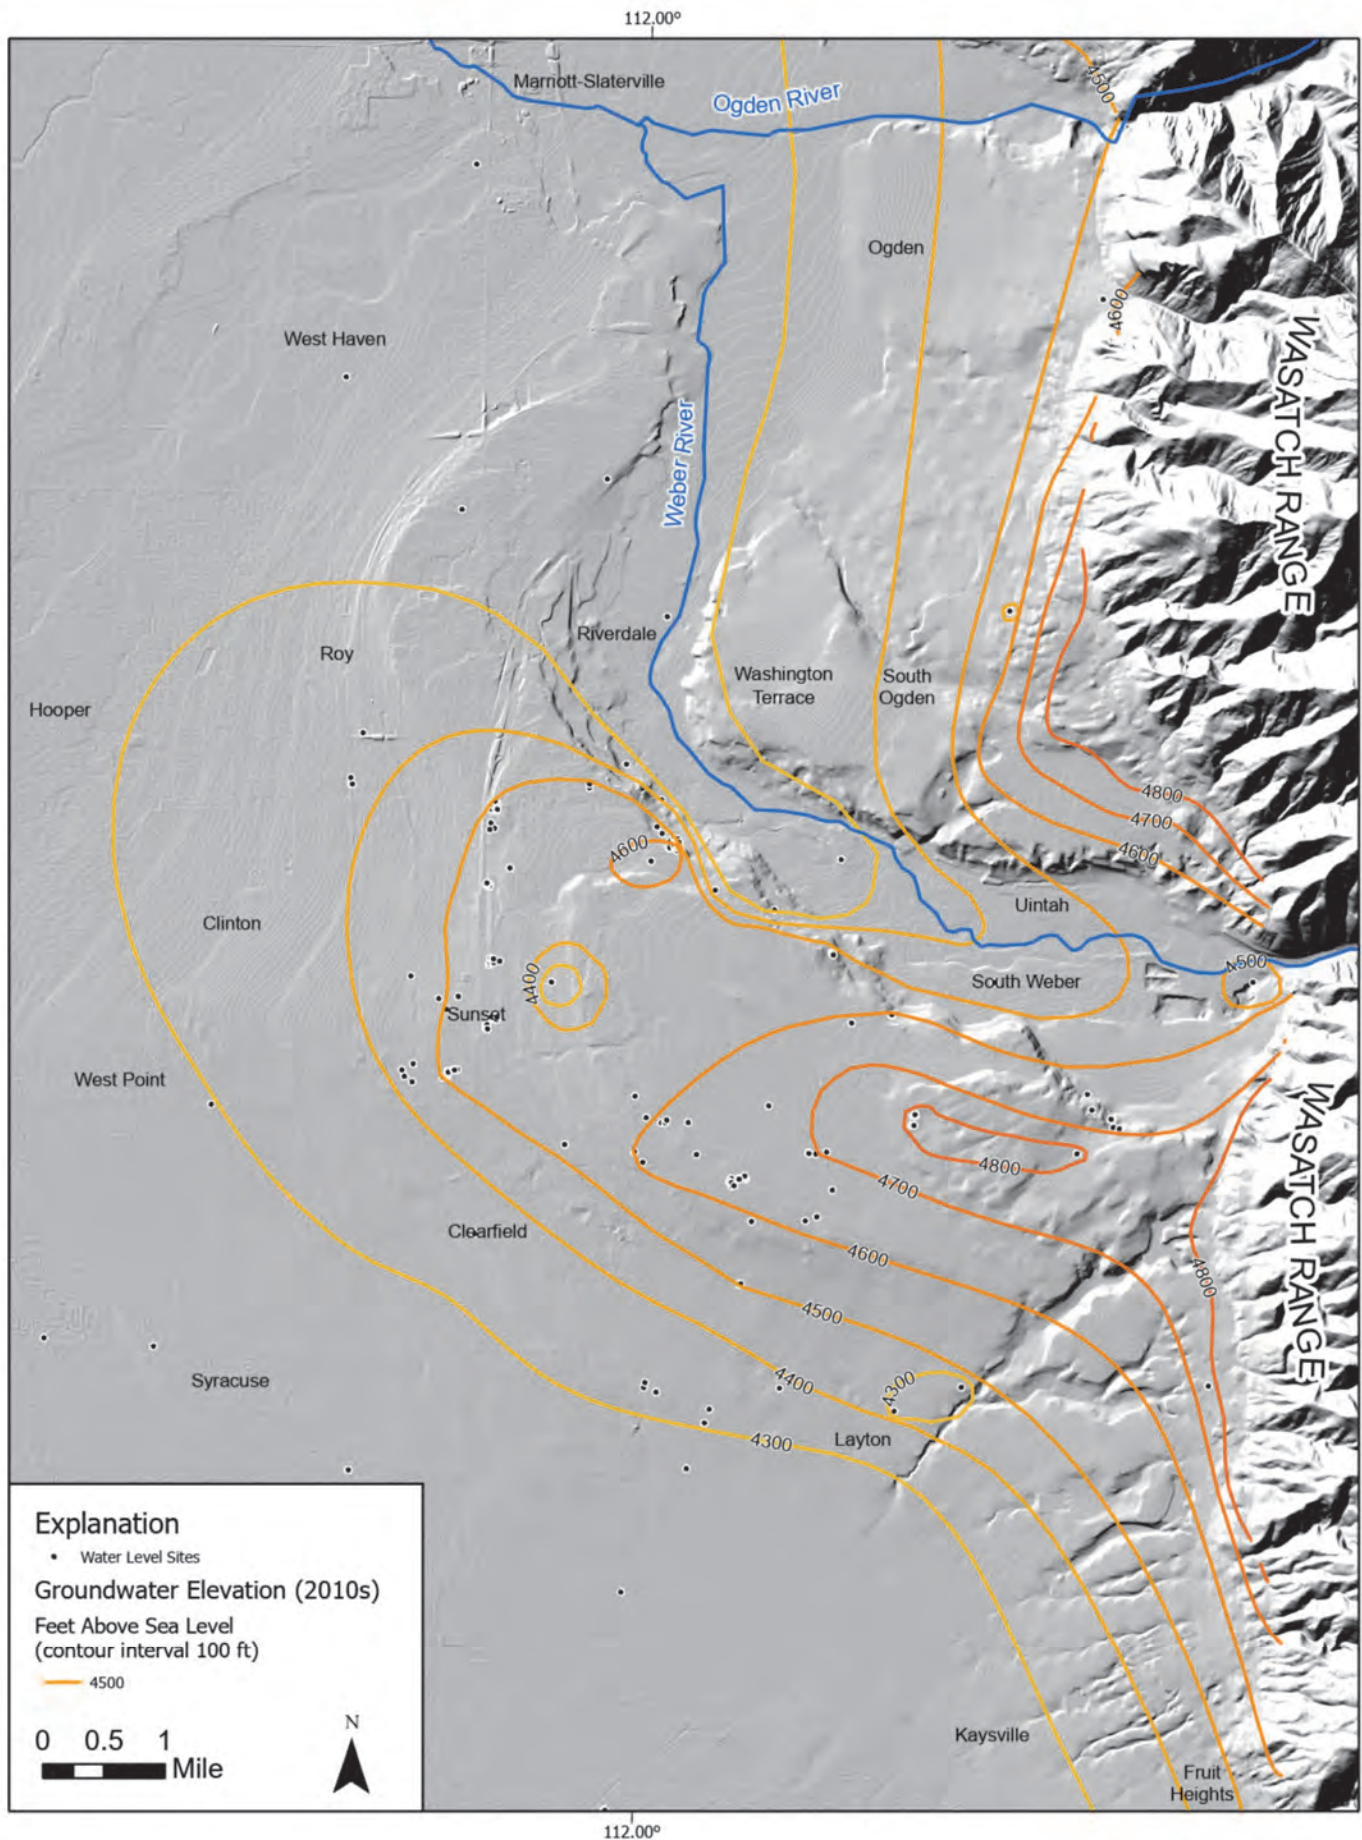 112.00°
Marriott-Slaterville
Ogden River
4500
Ogden
4600
West Haven
WASATCH RANGE
Weber River
Riverdale
Roy
Washington
Terrace
South
Ogden
Hooper
4800
4700
4600
4600
Uintah
Clinton
4500
4400
South Weber
Sunset
West Point
WASATCH RANGE
4800
4700
Clearfield
4600
4800
4500
4400
4300
Syracuse
Layton
4300
Explanation
Water Level Sites
Groundwater Elevation (2010s)
Feet Above Sea Level
(contour interval 100 ft)
4500
0 0.5 1
Mile
N
Kaysville
Fruit
Heights
112.00°